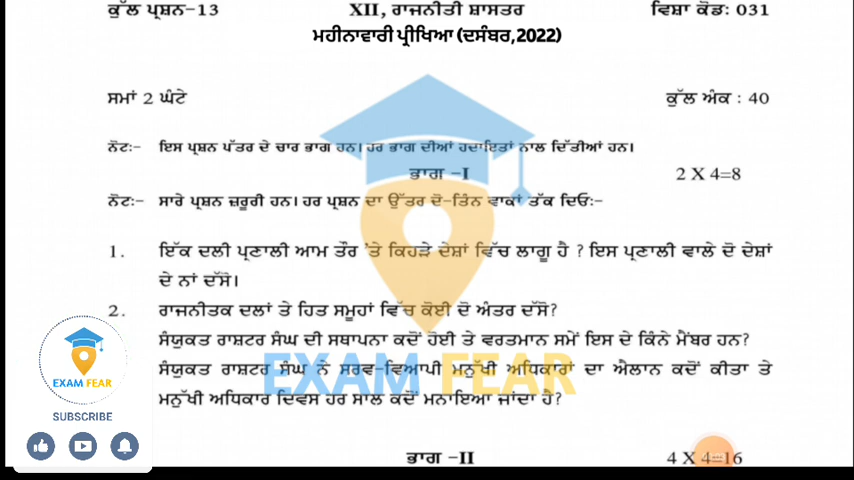 ਕੁੱਲ ਪ੍ਰਸ਼ਨ-13 XII, ਰਾਜਨੀਤੀ ਸ਼ਾਸਤਰ ਵਿਸ਼ਾ ਕੋਡ: 031
ਮਹੀਨਾਵਾਰੀ ਪ੍ਰੀਖਿਆ (ਦਸੰਬਰ,2022)
ਸਮਾਂ 2 ਘੰਟੇ ਕੁੱਲ ਅੰਕ : 40
ਨੋਟ:- ਇਸ ਪ੍ਰਸ਼ਨ ਪੱਤਰ ਦੇ ਚਾਰ ਭਾਗ ਹਨ। ਹਰ ਭਾਗ ਦੀਆਂ ਹਦਾਇਤਾਂ ਨਾਲ ਦਿੱਤੀਆਂ ਹਨ।
ਭਾਗ -I 2 X 4=8
ਨੋਟ:- ਸਾਰੇ ਪ੍ਰਸ਼ਨ ਜ਼ਰੂਰੀ ਹਨ। ਹਰ ਪ੍ਰਸ਼ਨ ਦਾ ਉੱਤਰ ਦੋ-ਤਿੰਨ ਵਾਕਾਂ ਤੱਕ ਦਿਓ:-
1. ਇੱਕ ਦਲੀ ਪ੍ਰਣਾਲੀ ਆਮ ਤੌਰ 'ਤੇ ਕਿਹੜੇ ਦੇਸ਼ਾਂ ਵਿੱਚ ਲਾਗੂ ਹੈ ? ਇਸ ਪ੍ਰਣਾਲੀ ਵਾਲੇ ਦੋ ਦੇਸ਼ਾਂ
ਦੇ ਨਾਂ ਦੱਸੋ।
2. ਰਾਜਨੀਤਕ ਦਲਾਂ ਤੇ ਹਿਤ ਸਮੂਹਾਂ ਵਿੱਚ ਕੋਈ ਦੋ ਅੰਤਰ ਦੱਸੋ?
ਸੰਯੁਕਤ ਰਾਸ਼ਟਰ ਸੰਘ ਦੀ ਸਥਾਪਨਾ ਕਦੋਂ ਹੋਈ ਤੇ ਵਰਤਮਾਨ ਸਮੇਂ ਇਸ ਦੇ ਕਿੰਨੇ ਮੈਂਬਰ ਹਨ?
ਸੰਯੁਕਤ ਰਾਸ਼ਟਰ ਸੰਘ ਨੇ ਸਰਵ-ਵਿਆਪੀ ਮਨੁੱਖੀ ਅਧਿਕਾਰਾਂ ਦਾ ਐਲਾਨ ਕਦੋਂ ਕੀਤਾ ਤੇ
ਮਨੁੱਖੀ ਅਧਿਕਾਰ ਦਿਵਸ ਹਰ ਸਾਲ ਕਦੋਂ ਮਨਾਇਆ ਜਾਂਦਾ ਹੈ?
EXAM FEAR
EXAM FEAR
SUBSCRIBE
ਭਾਗ -II 4 X 4=16